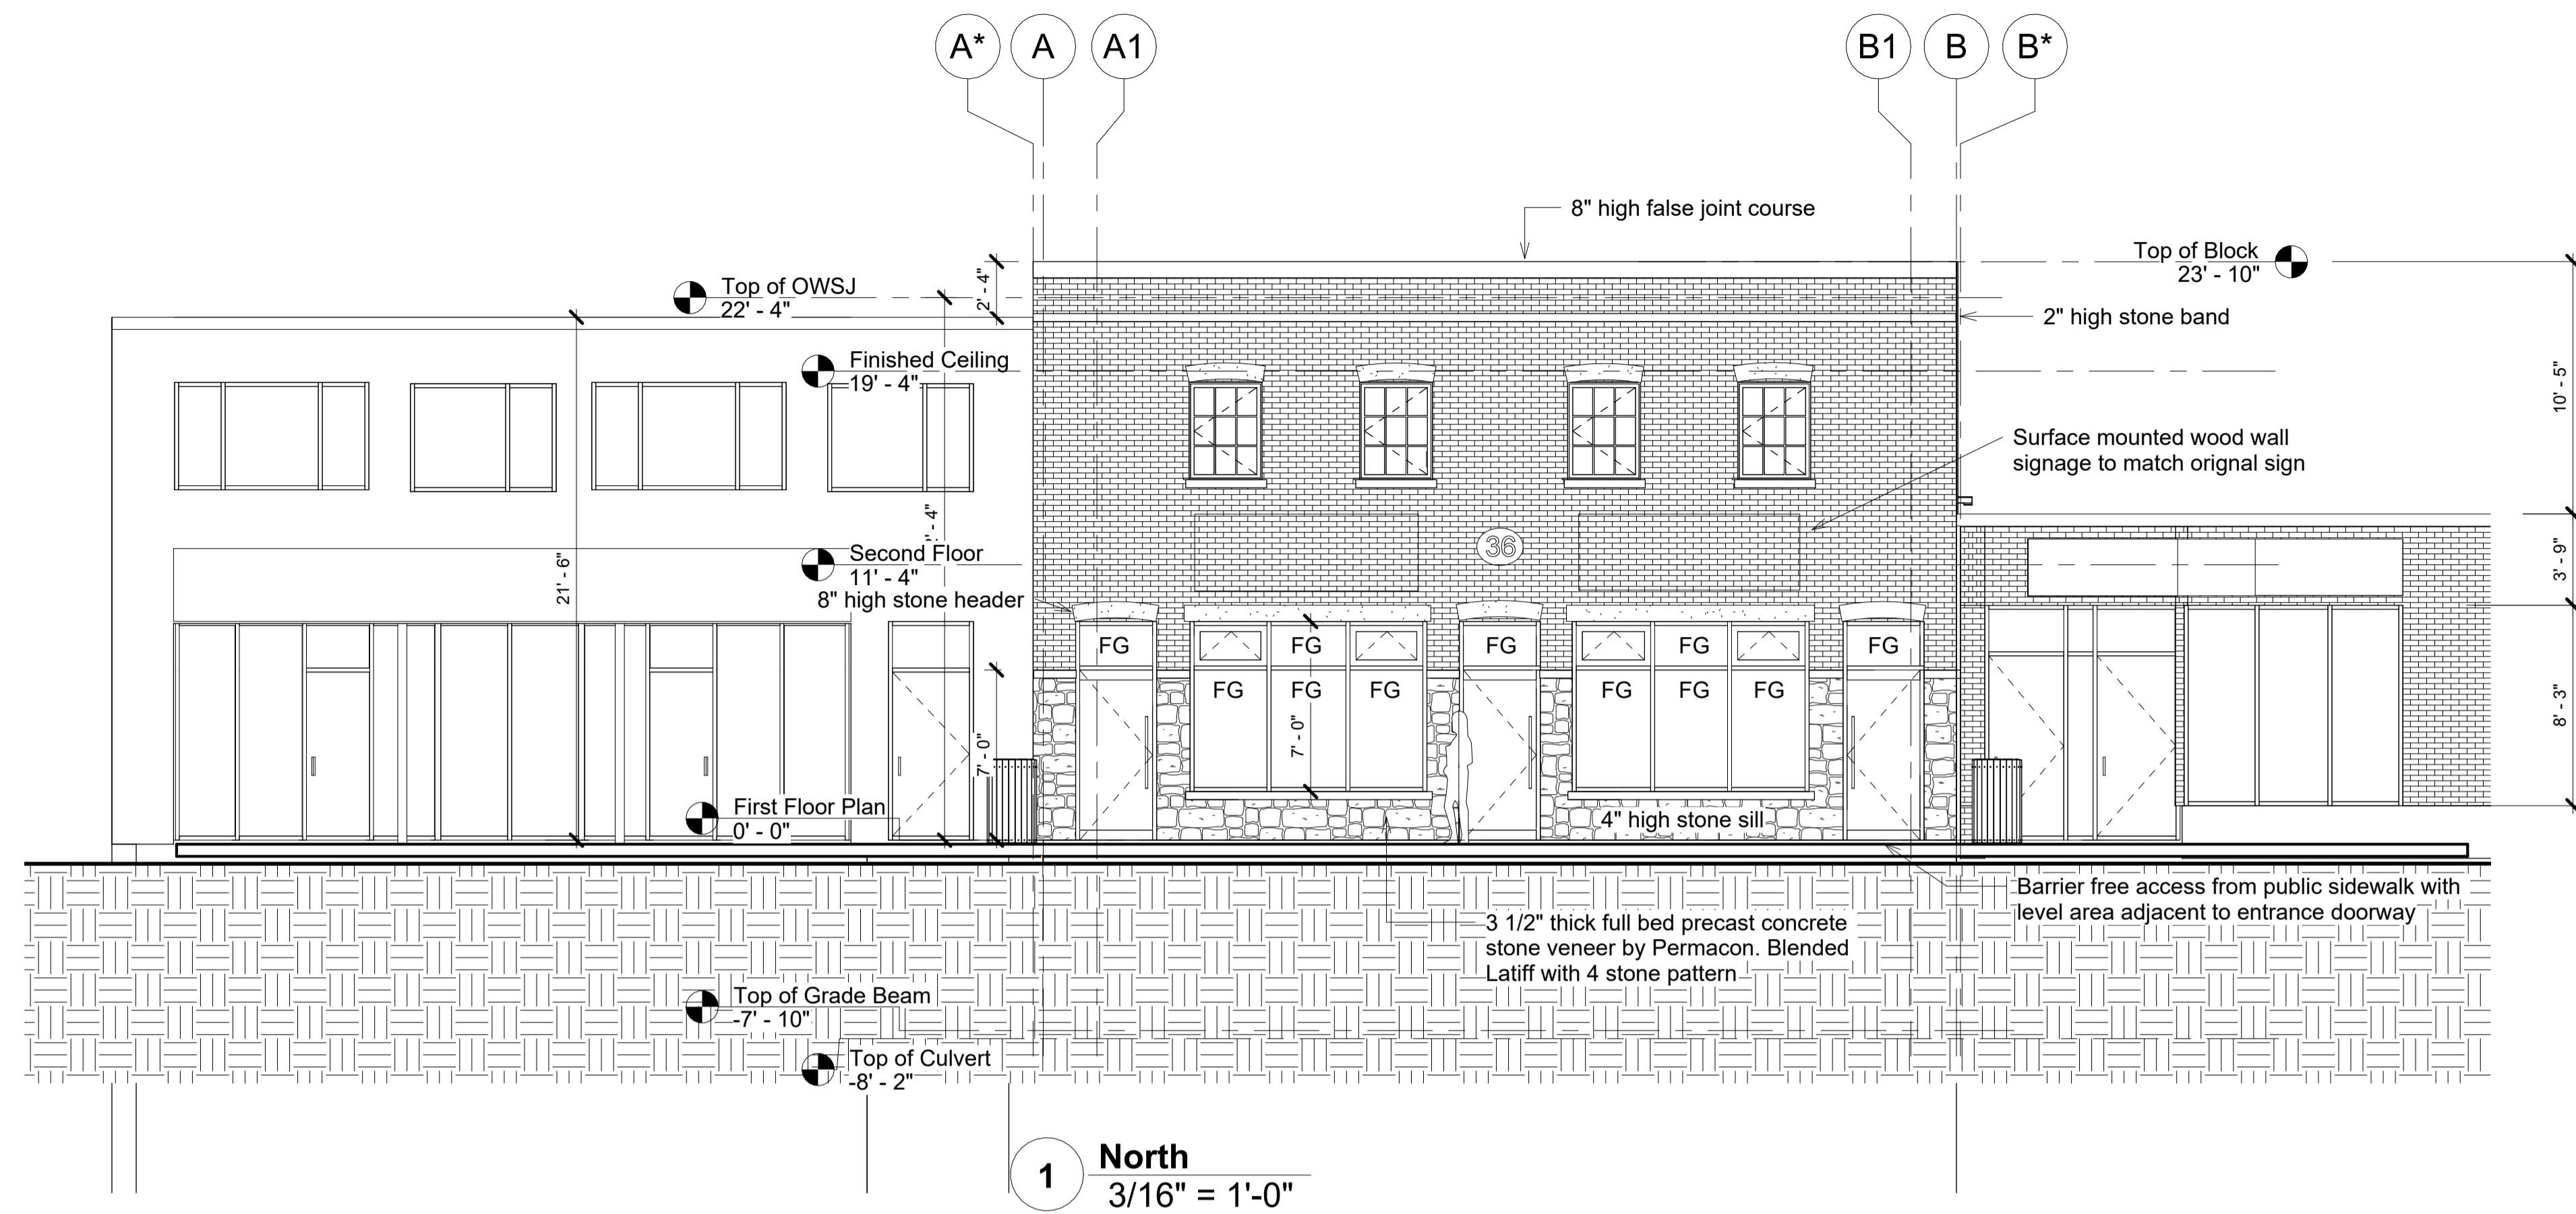 A* A A1 B1 B B*
8" high false joint course
Top of Block
23' - 10"
Top of OWSJ
22' - 4"
2' - 4"
2" high stone band
Finished Ceiling
19' - 4"
10' - 5"
Surface mounted wood wall
signage to match orignal sign
36
Second Floor
11' - 4"
21' - 6"
3' - 9"
8" high stone header
FG FG FG FG FG
FG FG FG FG FG FG
7' - 0"
7' - 0"
8' - 3"
First Floor Plan
0' - 0"
4" high stone sill
Barrier free access from public sidewalk with
level area adjacent to entrance doorway
3 1/2" thick full bed precast concrete
stone veneer by Permacon. Blended
Latiff with 4 stone pattern
Top of Grade Beam
-7' - 10"
Top of Culvert
-8' - 2"
1 North
3/16" = 1'-0"